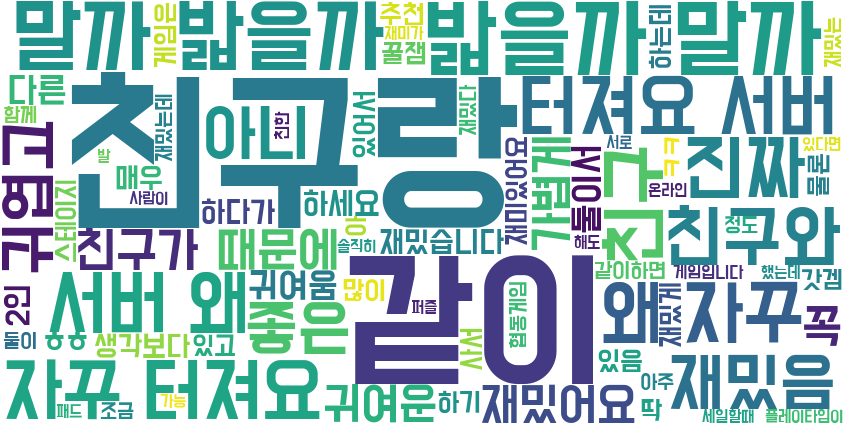 말까 밟을까 밟을까 말까
게임은
추천
재미가
꿀잼
하는데
재밌는
다른
함께
친구랑
터져요 서버
아니
친한
있어서
재밌다
귀엽고
발
재밌는데
매우
사람이
스테이지
하다가
하세요
재미있어요
가볍게
둘이서
서로
친구
ㅋㅋ
온라인
진짜
있다면
물론
친구가
때문에
아
솔직히
재밌습니다
해도
친구와
정도
같이
같이하면
게임입니다
했는데
갓겜
2인
둘이
서버 왜
귀여움
많이
좋은
퍼즐
협동게임
왜 자꾸
재밌게
꼭
ㅎㅎ
생각보다
있고
사서
있음
아주
재밌음
자꾸 터져요
패드
조금
가능
귀여운
하기
재밌어요
딱
세일할때
플레이타임이